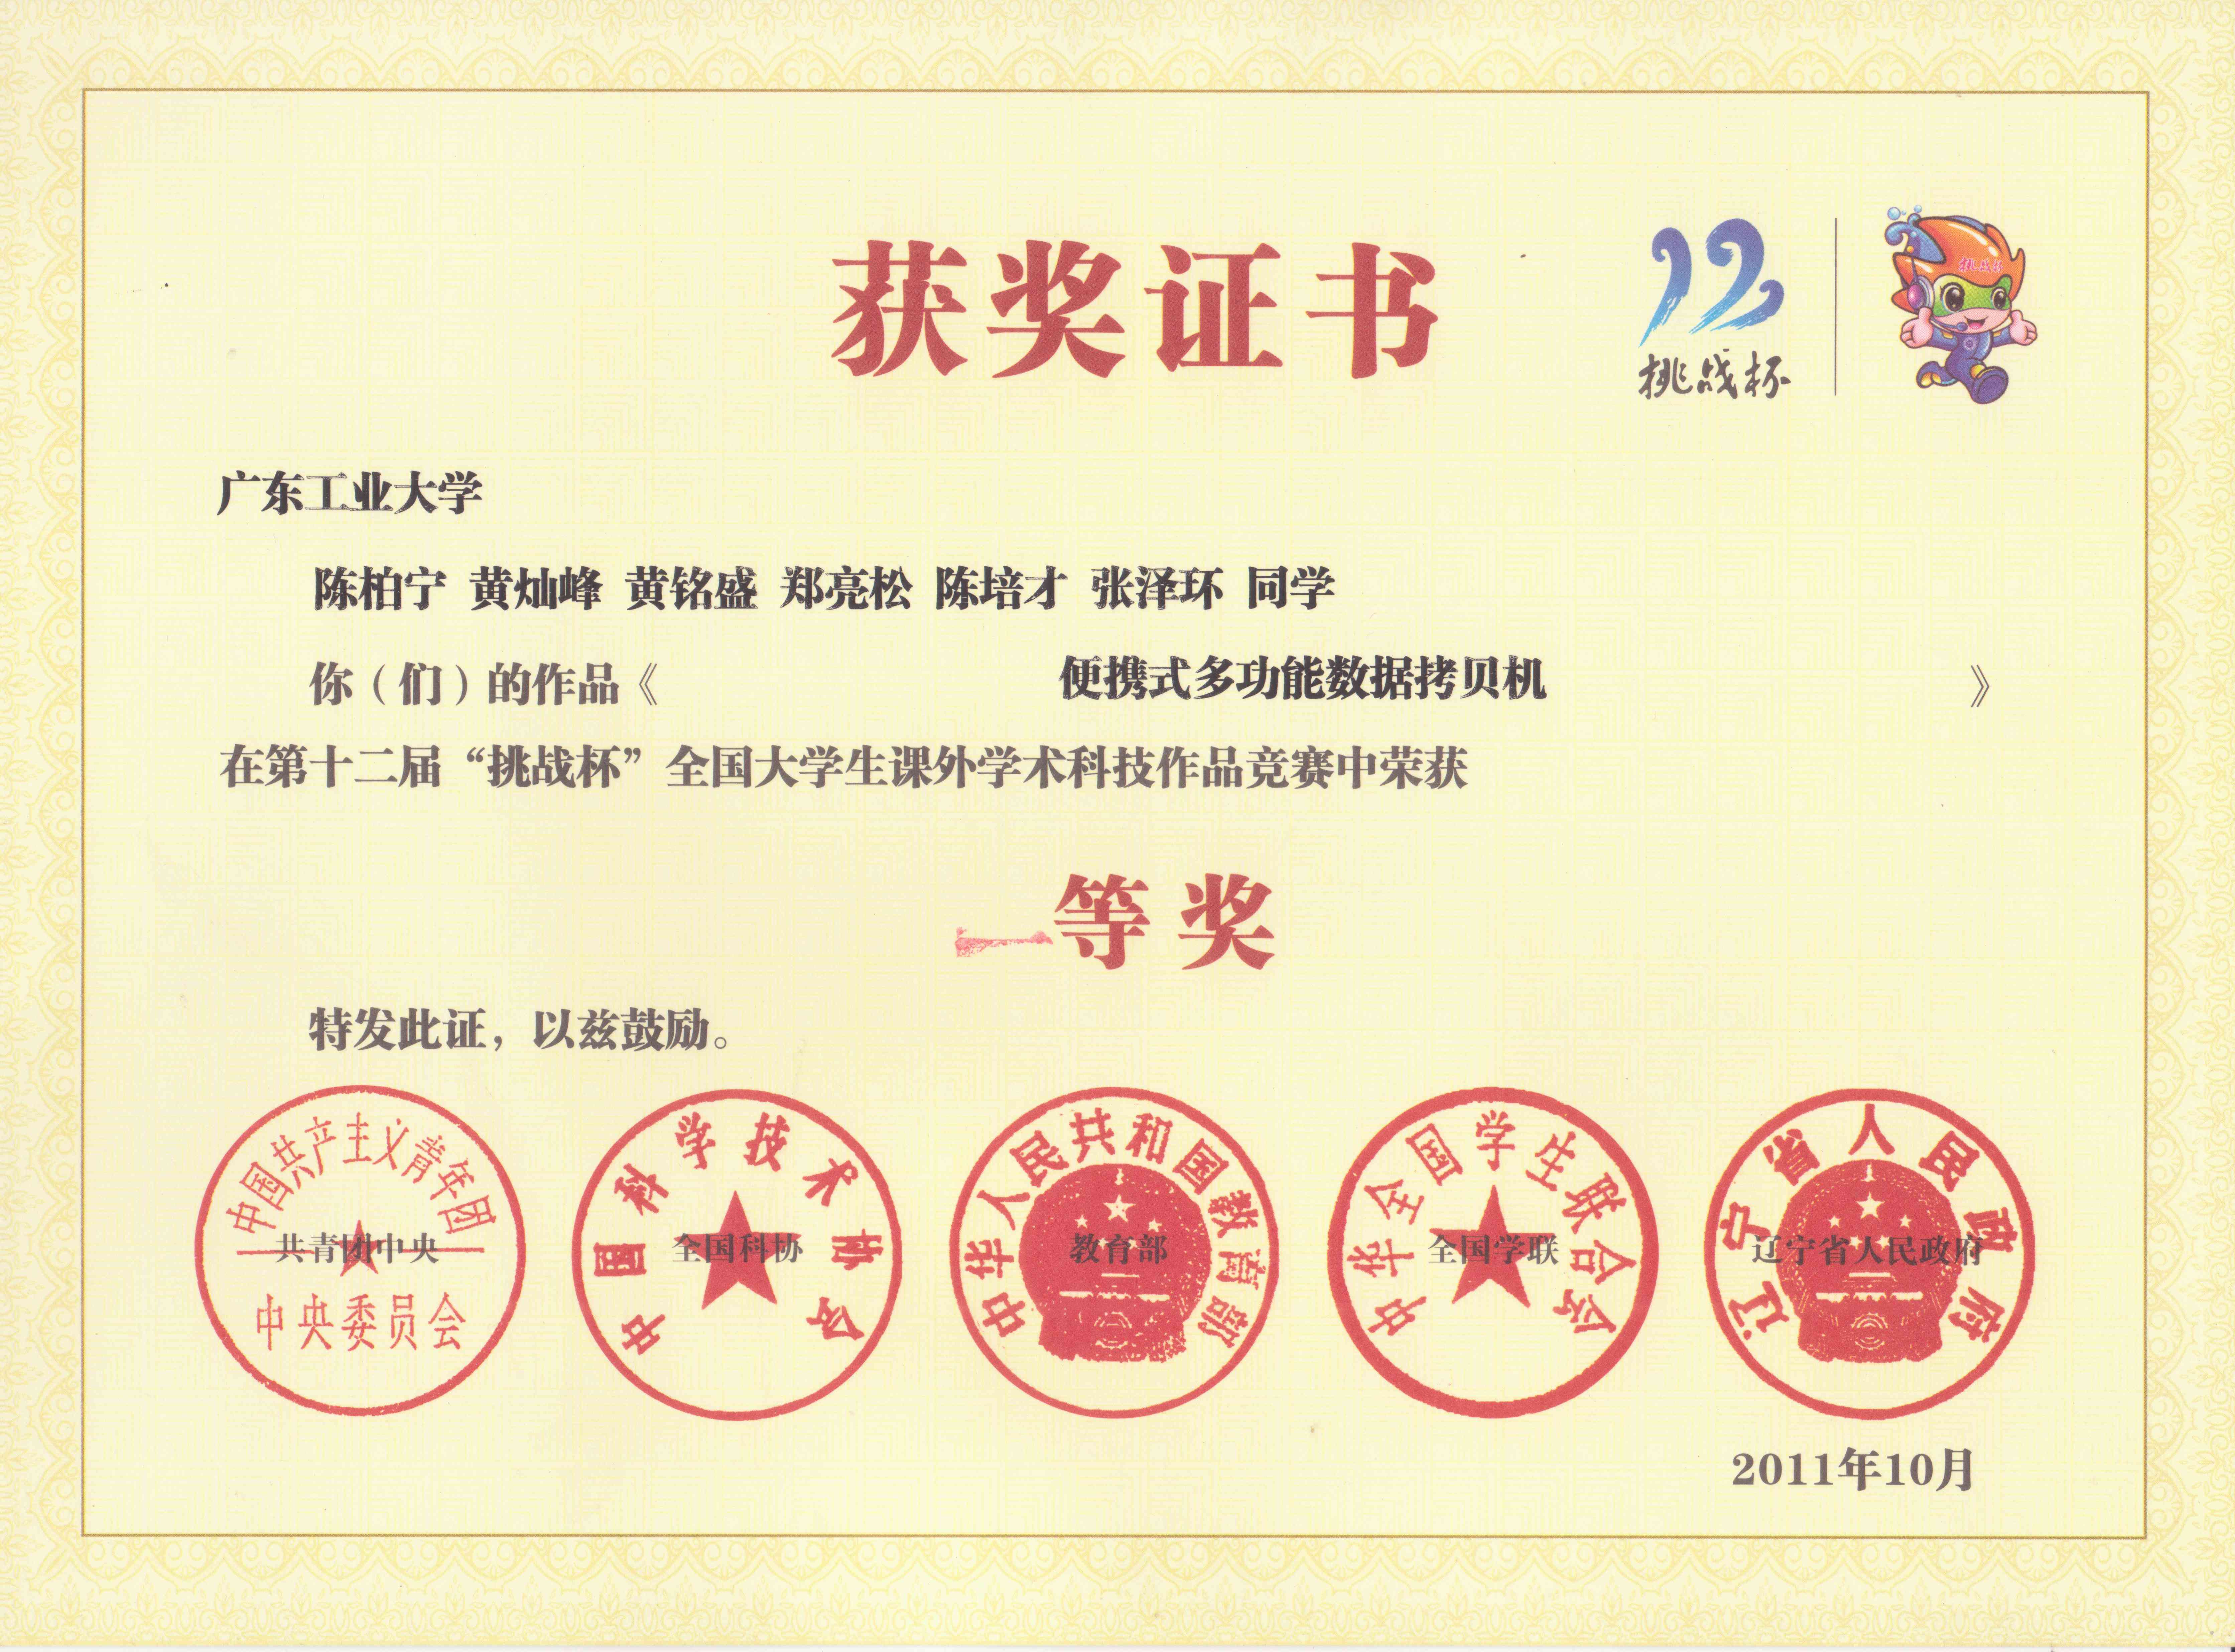 获奖证书
12
挑战杯
挑战杯
广东工业大学
陈柏宁 黄灿峰 黄铭盛 郑亮松 陈培才 张泽环 同学
你（们）的作品《 便携式多功能数据拷贝机 》
在第十二届“挑战杯”全国大学生课外学术科技作品竞赛中荣获
一等奖
特发此证，以兹鼓励。
中国共产主义青年团
共青团中央
中央委员会
中国科学技术协会
全国科协
中华人民共和国教育部
教育部
中华全国学生联合会
全国学联
辽宁省人民政府
辽宁省人民政府
2011年10月